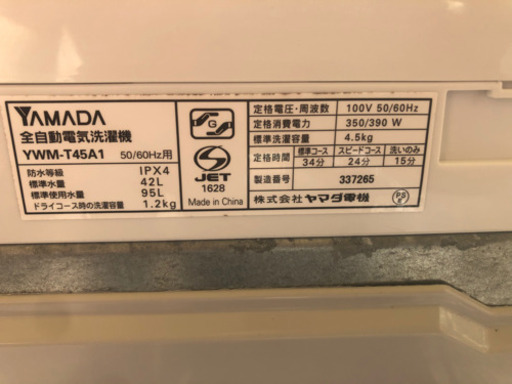 YAMADA
全自動電気洗濯機
YWM-T45A1 50/60Hz用
防水等級 IPX4
標準水量 42L
標準使用水量 95L
ドライコース時の洗濯容量 1.2kg
G
S
JET
1628
Made in China
定格電圧・周波数 100V 50/60Hz
定格消費電力 350/390 W
標準洗濯容量 4.5kg
定格時間 標準コース スピードコース 洗いのみ
34分 24分 15分
製造番号 337265
株式会社 ヤマダ電機
PS
E